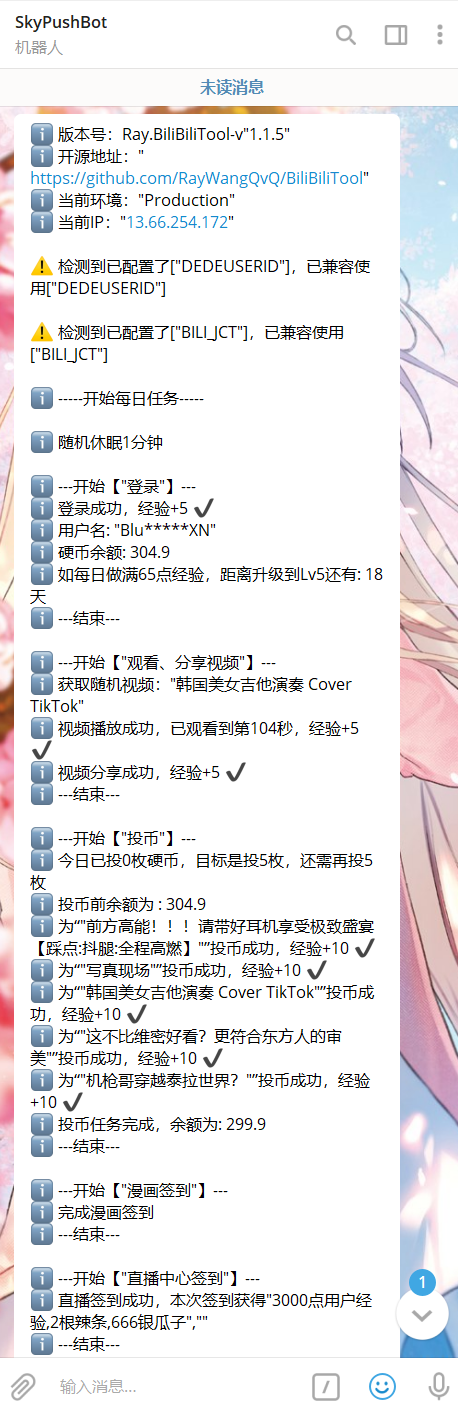 SkyPushBot
机器人
未读消息
版本号：Ray.BiliBiliTool-v"1.1.5"
开源地址："
https://github.com/RayWangQvQ/BiliBiliTool"
当前环境："Production"
当前IP："13.66.254.172"
检测到已配置了["DEDEUSERID"]，已兼容使
用["DEDEUSERID"]
检测到已配置了["BILI_JCT"]，已兼容使用
["BILI_JCT"]
-----开始每日任务-----
随机休眠1分钟
---开始【"登录"】---
登录成功，经验+5 ✔
用户名: "Blu*****XN"
硬币余额: 304.9
如每日做满65点经验，距离升级到Lv5还有: 18
天
---结束---
---开始【"观看、分享视频"】---
获取随机视频："韩国美女吉他演奏 Cover
TikTok"
视频播放成功，已观看到第104秒，经验+5
✔
视频分享成功，经验+5 ✔
---结束---
---开始【"投币"】---
今日已投0枚硬币，目标是投5枚，还需再投5
枚
投币前余额为 : 304.9
为“"前方高能！！！请带好耳机享受极致盛宴
【踩点:抖腿:全程高燃】"”投币成功，经验+10 ✔
为“"写真现场"”投币成功，经验+10 ✔
为“"韩国美女吉他演奏 Cover TikTok"”投币成
功，经验+10 ✔
为“"这不比维密好看？更符合东方人的审
美"”投币成功，经验+10 ✔
为“"机枪哥穿越泰拉世界？"”投币成功，经验
+10 ✔
投币任务完成，余额为: 299.9
---结束---
---开始【"漫画签到"】---
完成漫画签到
---结束---
---开始【"直播中心签到"】---
直播签到成功，本次签到获得"3000点用户经
验,2根辣条,666银瓜子",""
---结束---
1
输入消息...